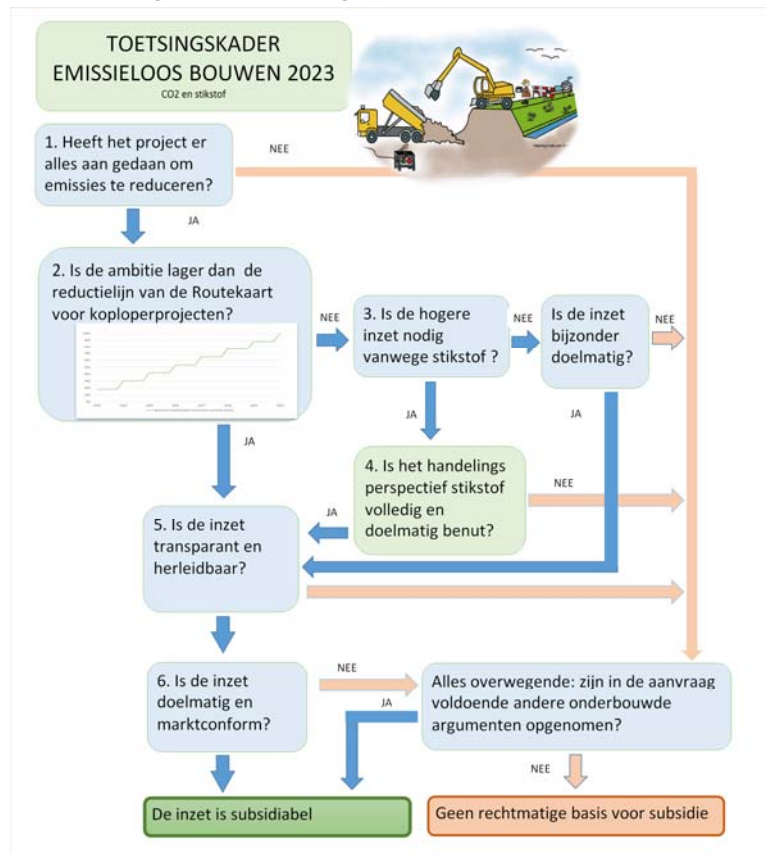 TOETSINGSKADER
EMISSIELOOS BOUWEN 2023
CO2 en stikstof
1. Heeft het project er
alles aan gedaan om
emissies te reduceren?
NEE
JA
2. Is de ambitie lager dan de
reductielijn van de Routekaart
voor koploperprojecten?
NEE
3. Is de hogere
inzet nodig
vanwege stikstof ?
NEE
Is de inzet
bijzonder
doelmatig?
NEE
JA
JA
JA
4. Is het handelings
perspectief stikstof
volledig en
doelmatig benut?
NEE
JA
5. Is de inzet
transparant en
herleidbaar?
6. Is de inzet
doelmatig en
marktconform?
NEE
JA
Alles overwegende: zijn in de aanvraag
voldoende andere onderbouwde
argumenten opgenomen?
NEE
De inzet is subsidiabel
Geen rechtmatige basis voor subsidie